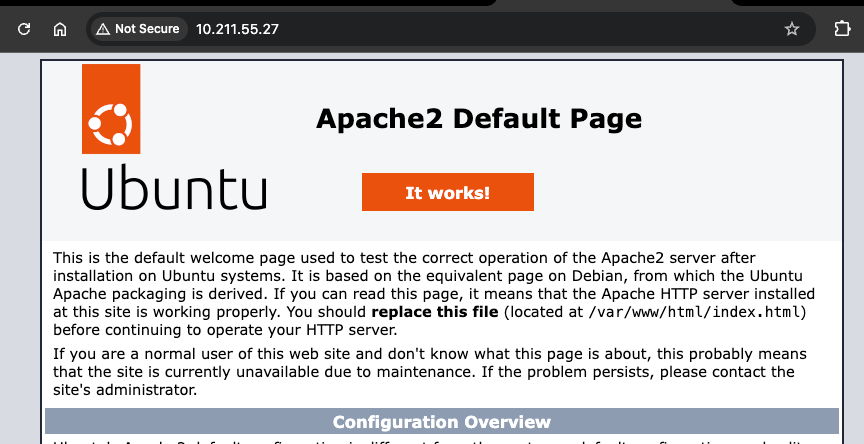 Not Secure 10.211.55.27
Apache2 Default Page
Ubuntu
It works!
This is the default welcome page used to test the correct operation of the Apache2 server after
installation on Ubuntu systems. It is based on the equivalent page on Debian, from which the Ubuntu
Apache packaging is derived. If you can read this page, it means that the Apache HTTP server installed
at this site is working properly. You should replace this file (located at /var/www/html/index.html)
before continuing to operate your HTTP server.
If you are a normal user of this web site and don't know what this page is about, this probably means
that the site is currently unavailable due to maintenance. If the problem persists, please contact the
site's administrator.
Configuration Overview